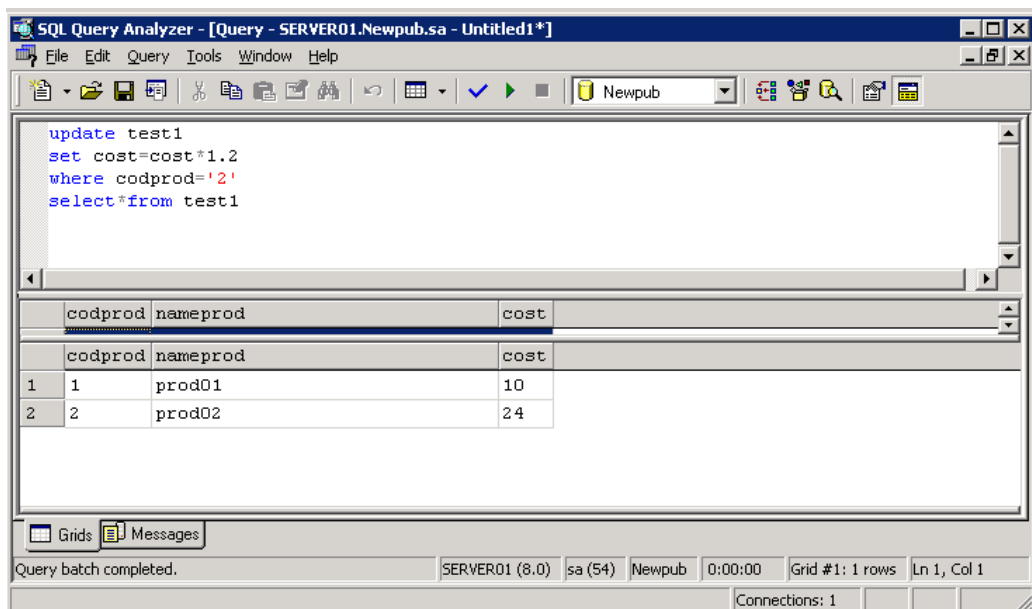 SQL Query Analyzer - [Query - SERVER01.Newpub.sa - Untitled1*]
File Edit Query Tools Window Help
Newpub
update test1
set cost=cost*1.2
where codprod='2'
select*from test1
codprod nameprod cost
codprod nameprod cost
1 1 prod01 10
2 2 prod02 24
Grids Messages
Query batch completed. SERVER01 (8.0) sa (54) Newpub 0:00:00 Grid #1: 1 rows Ln 1, Col 1
Connections: 1